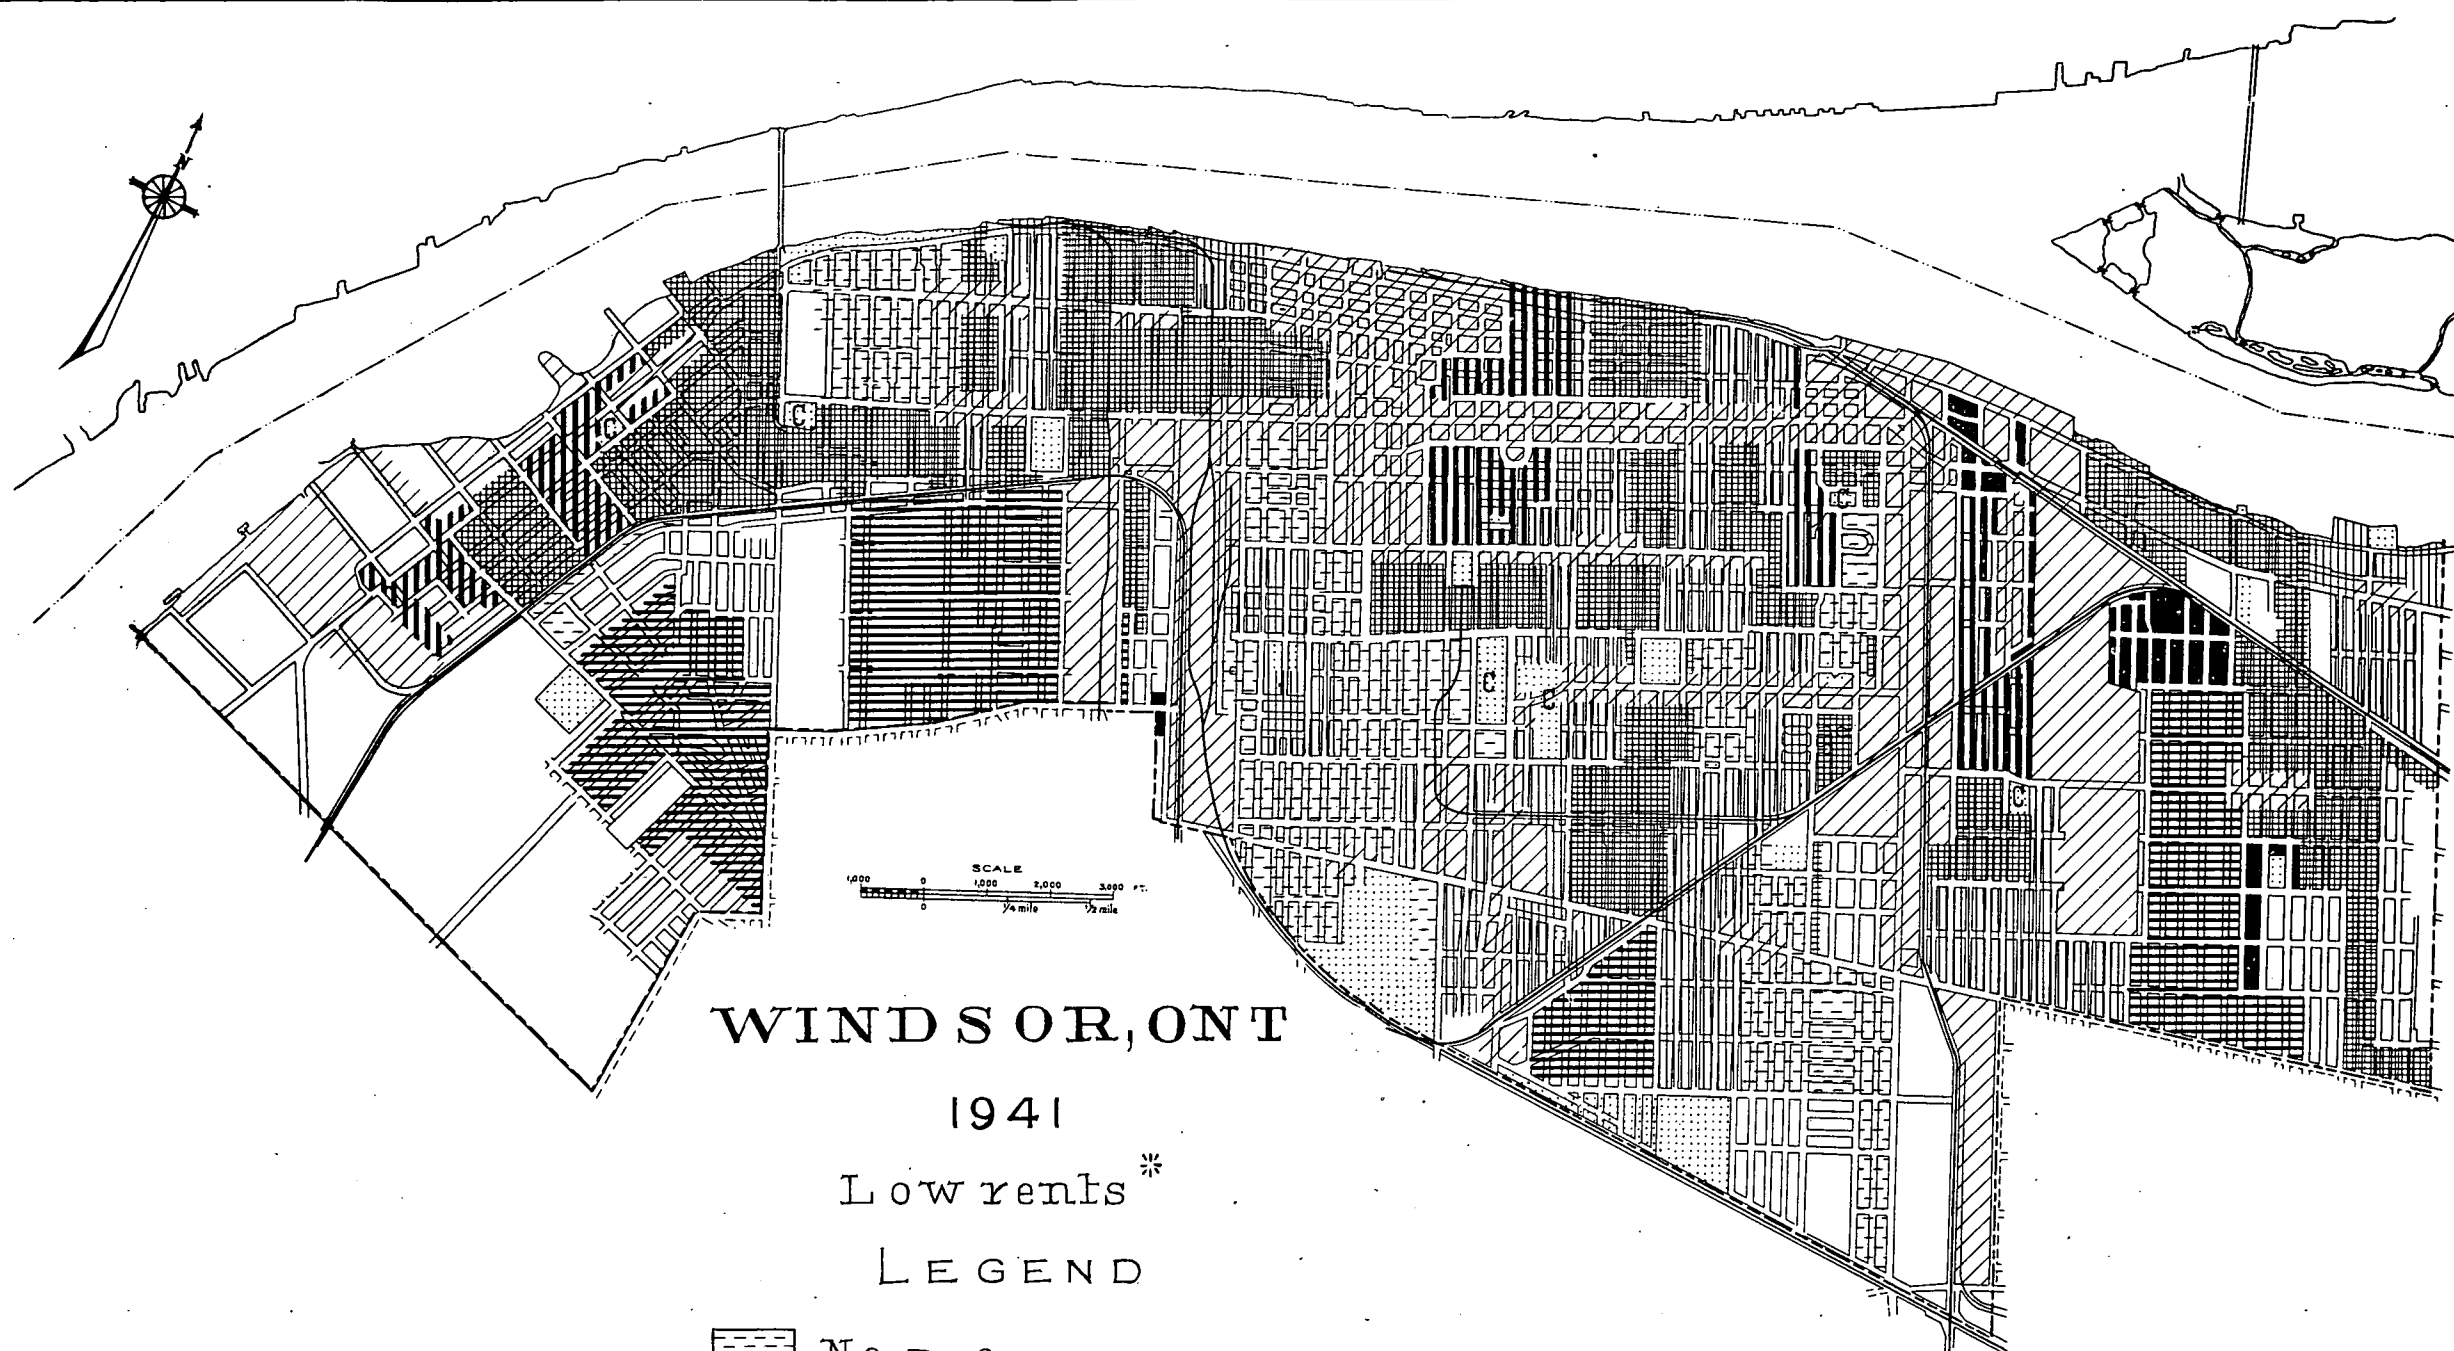 N
C
C
C
C
C
C
SCALE
1,000 0 1,000 2,000 3,000 FT.
0 1/4 mile 1/2 mile
WINDSOR, ONT
1941
Low rents*
LEGEND